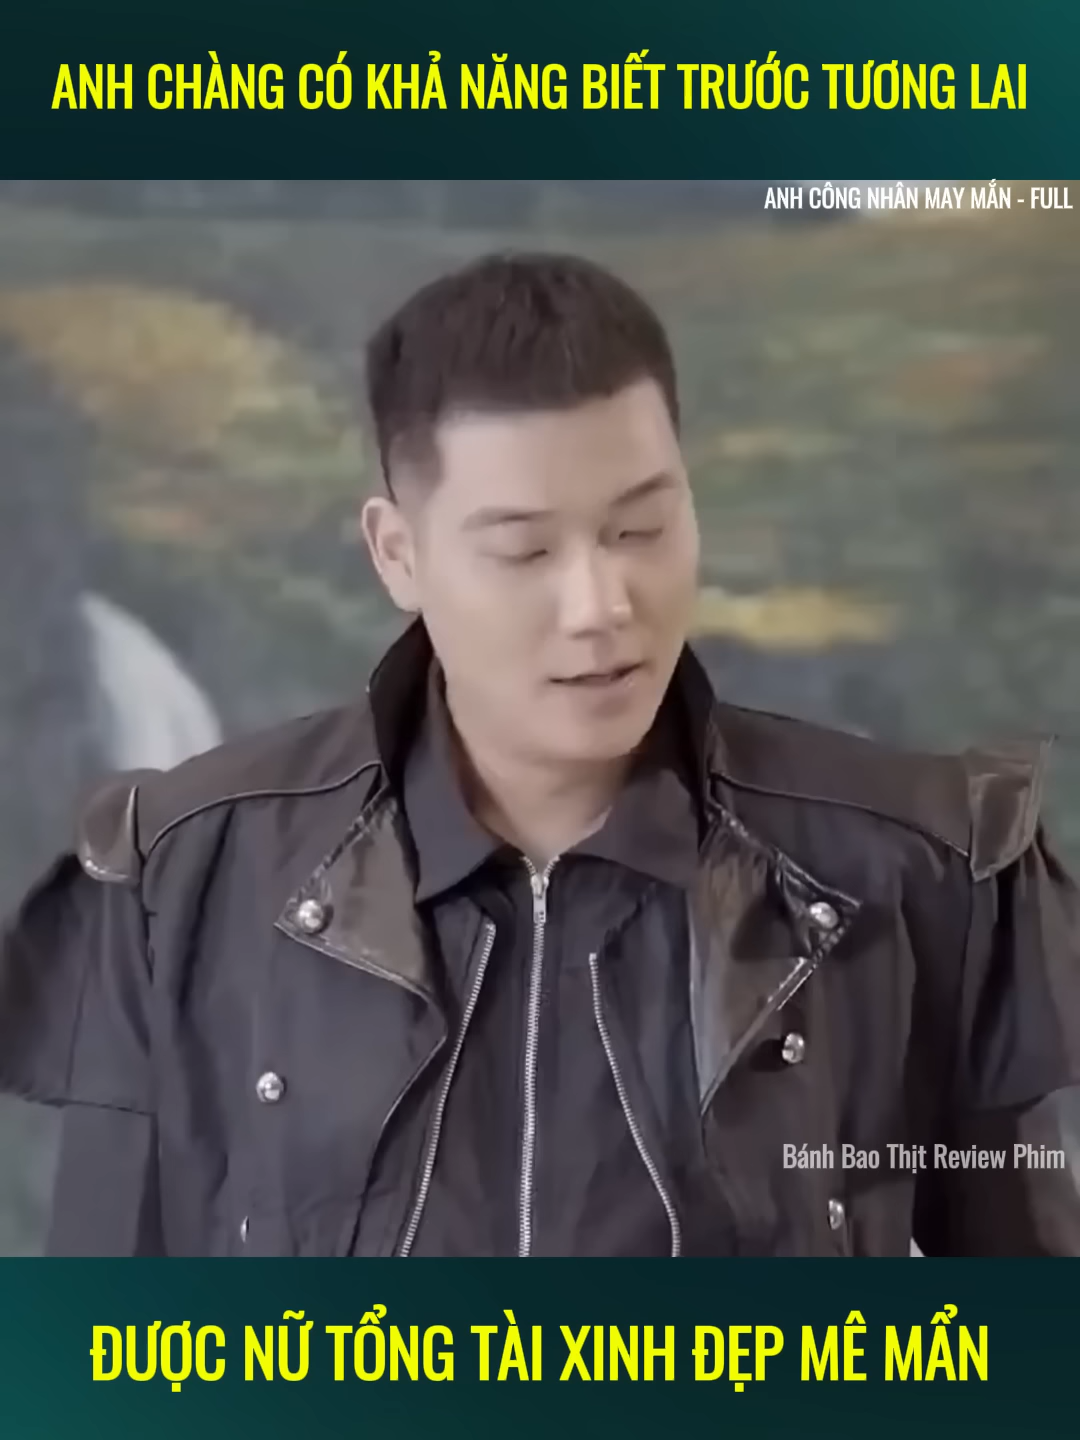 ANH CHÀNG CÓ KHẢ NĂNG BIẾT TRƯỚC TƯƠNG LAI
ANH CÔNG NHÂN MAY MẮN - FULL
Bánh Bao Thịt Review Phim
ĐƯỢC NỮ TỔNG TÀI XINH ĐẸP MÊ MẨN